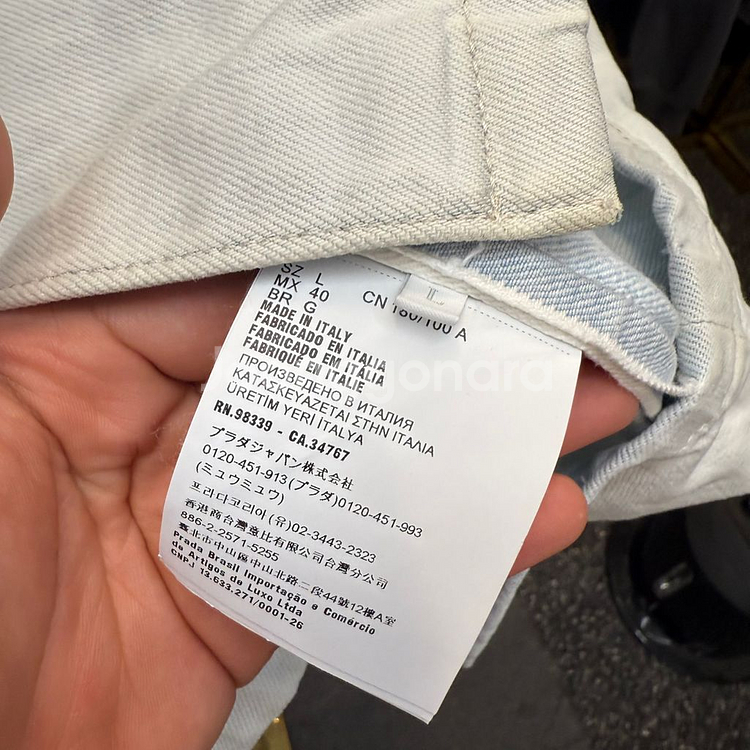 SZ L
MX 40
BR G
CN 180/100 A
L
MADE IN ITALY
FABRICADO EN ITALIA
FABRICADO EM ITÁLIA
FABRIQUÉ EN ITALIE
ПРОИЗВЕДЕНО В ИТАЛИЯ
ΚΑΤΑΣΚΕΥΑΖΕΤΑΙ ΣΤΗΝ ΙΤΑΛΙΑ
ÜRETİM YERİ İTALYA
RN.98339 - CA.34767
プラダジャパン株式会社
0120-451-913(プラダ)0120-451-993
(ミュウミュウ)
프라다코리아(유)02-3443-2323
香港商台灣普比有限公司台灣分公司
886-2-2571-5255
臺北市中山區中山北路二段44號12樓A室
Prada Brasil Importação e Comércio
de Artigos de Luxo Ltda
CNPJ 13.633.271/0001-26